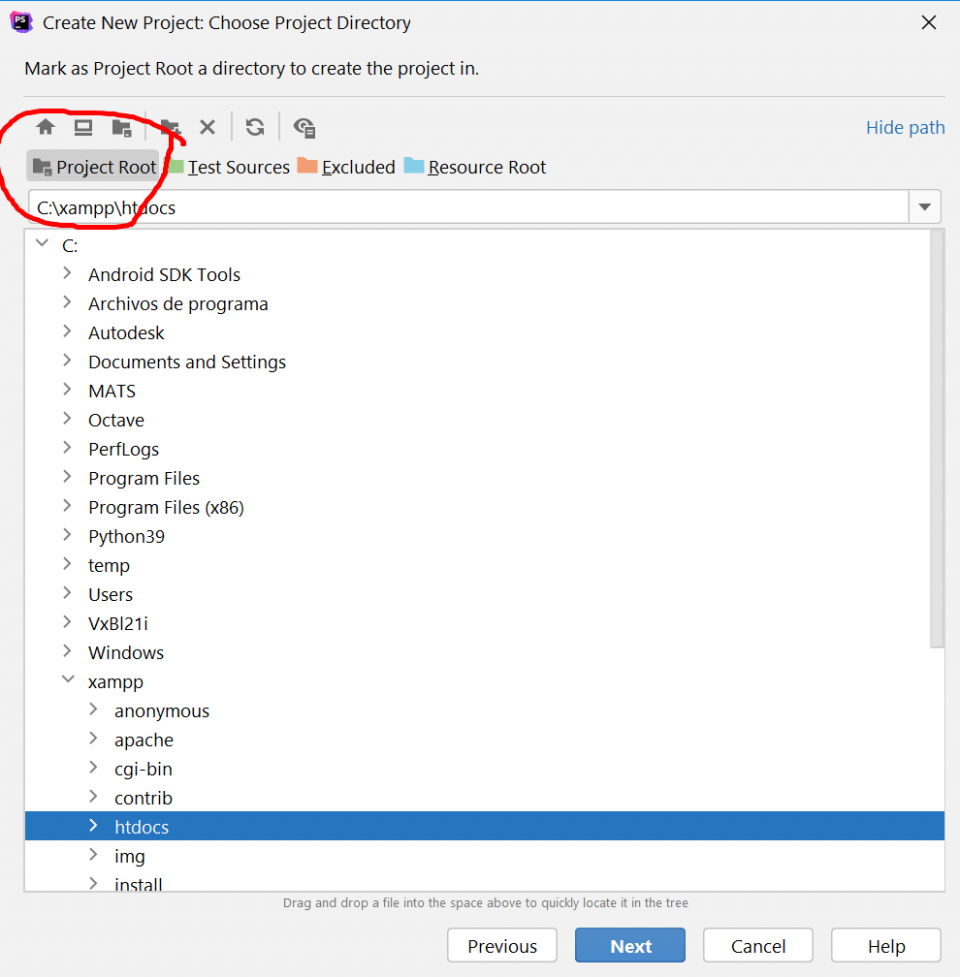 PS Create New Project: Choose Project Directory
Mark as Project Root a directory to create the project in.
Hide path
Project Root Test Sources Excluded Resource Root
C:\xampp\htdocs
C:
Android SDK Tools
Archivos de programa
Autodesk
Documents and Settings
MATS
Octave
PerfLogs
Program Files
Program Files (x86)
Python39
temp
Users
VxBl21i
Windows
xampp
anonymous
apache
cgi-bin
contrib
htdocs
img
install
Drag and drop a file into the space above to quickly locate it in the tree
Previous Next Cancel Help